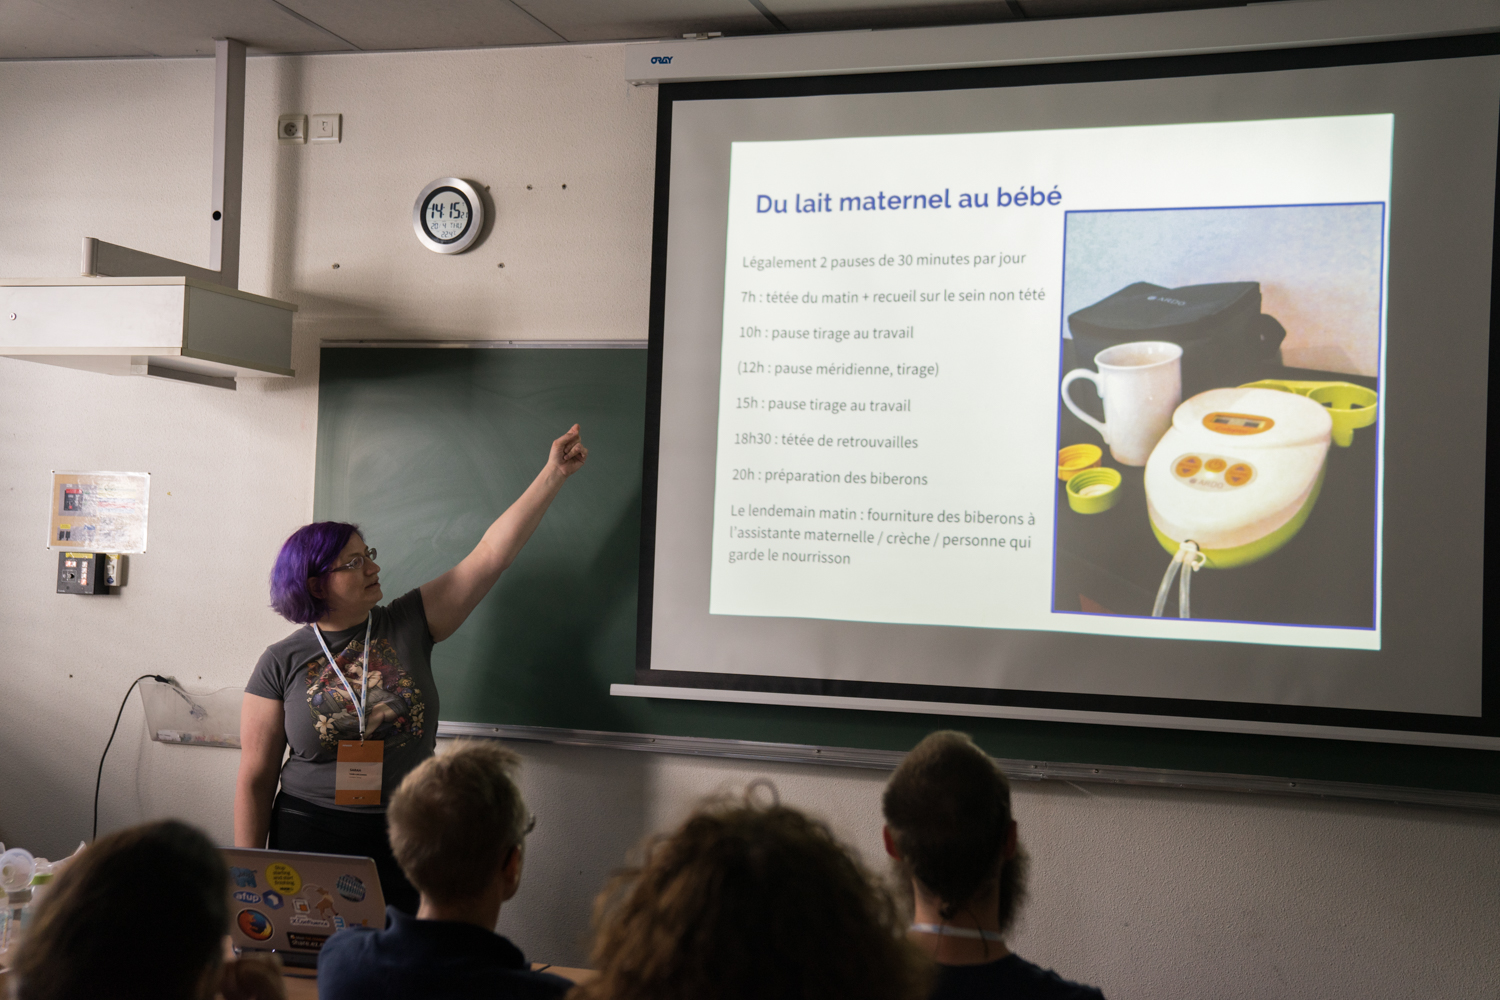 ORAY
14:15
Du lait maternel au bébé
Légalement 2 pauses de 30 minutes par jour
7h : tétée du matin + recueil sur le sein non tété
10h : pause tirage au travail
(12h : pause méridienne, tirage)
15h : pause tirage au travail
18h30 : tétée de retrouvailles
20h : préparation des biberons
Le lendemain matin : fourniture des biberons à
l'assistante maternelle / crèche / personne qui
garde le nourrisson
ARDO
ARDO
afup